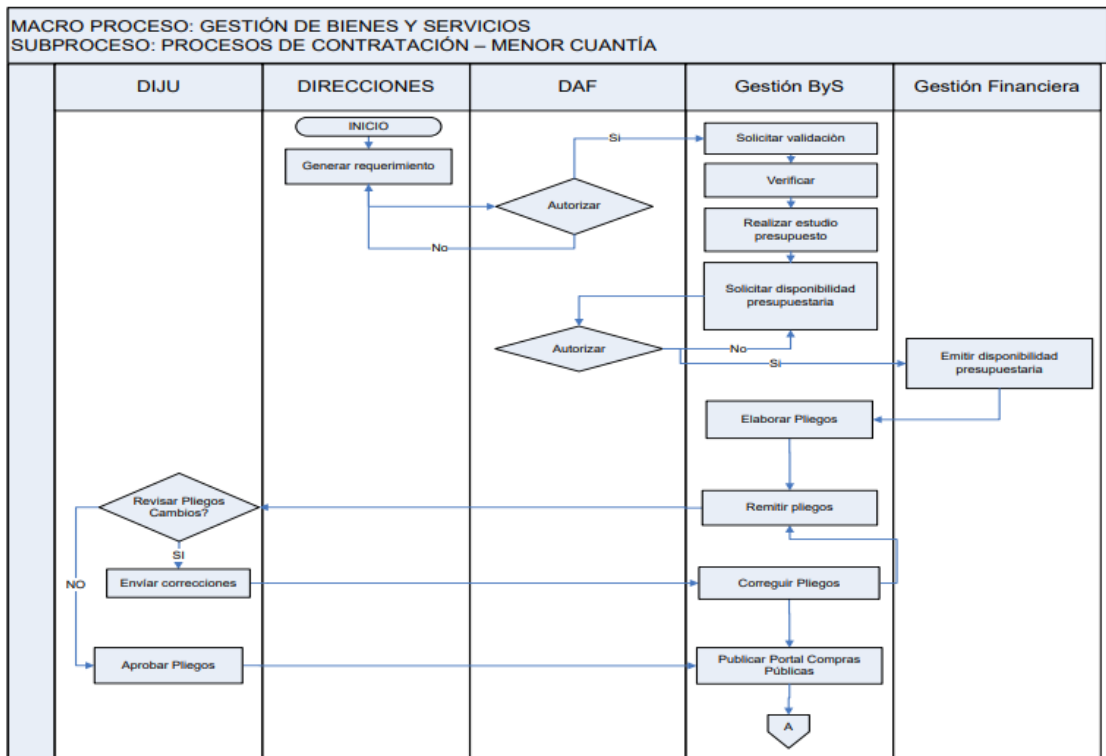 MACRO PROCESO: GESTIÓN DE BIENES Y SERVICIOS
SUBPROCESO: PROCESOS DE CONTRATACIÓN – MENOR CUANTÍA
DIJU
DIRECCIONES
DAF
Gestión ByS
Gestión Financiera
INICIO
Si
Solicitar validación
Generar requerimiento
Verificar
Autorizar
Realizar estudio
presupuesto
No
Solicitar disponibilidad
presupuestaria
Autorizar
No
Si
Emitir disponibilidad
presupuestaria
Elaborar Pliegos
Revisar Pliegos
Cambios?
Remitir pliegos
SI
NO
Envíar correcciones
Correguir Pliegos
Aprobar Pliegos
Publicar Portal Compras
Públicas
A